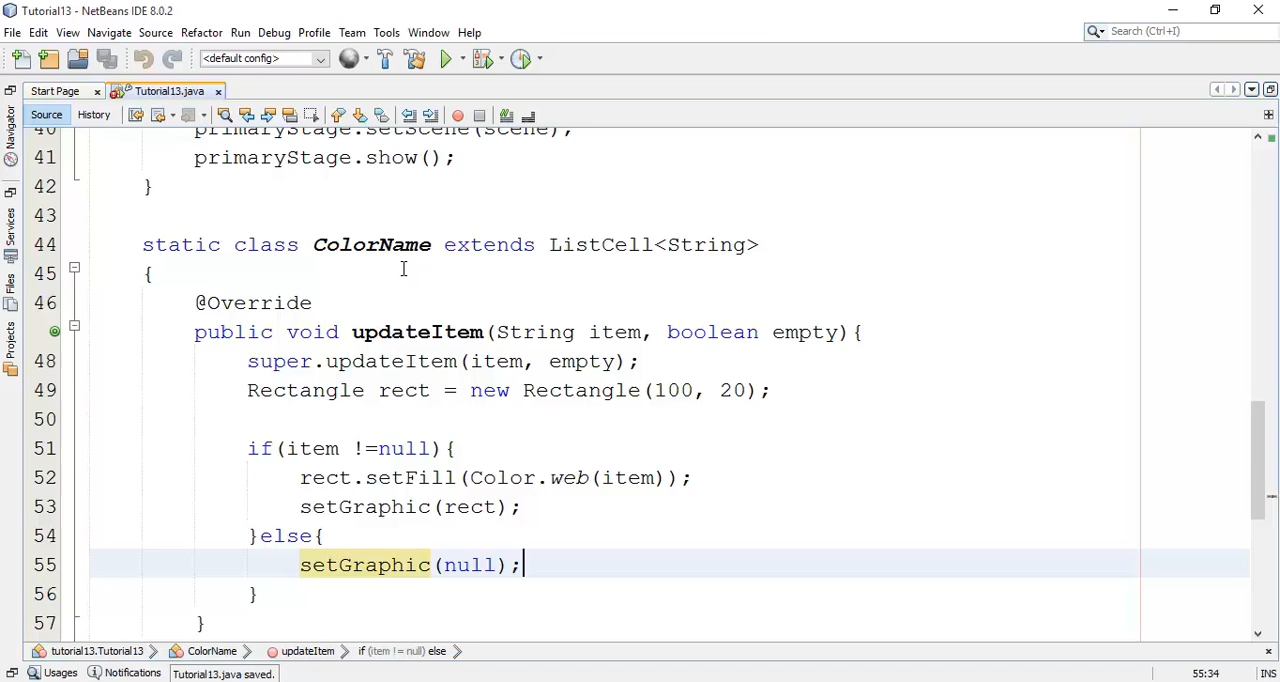 Tutorial13 - NetBeans IDE 8.0.2
File Edit View Navigate Source Refactor Run Debug Profile Team Tools Window Help
Search (Ctrl+I)
<default config>
Start Page Tutorial13.java
Source History
40 primaryStage.setScene(scene);
41 primaryStage.show();
42 }
43
44 static class ColorName extends ListCell<String>
45 {
46 @Override
public void updateItem(String item, boolean empty){
48 super.updateItem(item, empty);
49 Rectangle rect = new Rectangle(100, 20);
50
51 if(item !=null){
52 rect.setFill(Color.web(item));
53 setGraphic(rect);
54 }else{
55 setGraphic(null);
56 }
57 }
Navigator
Services
Files
Projects
tutorial13.Tutorial13 ColorName updateItem if (item != null) else
Usages Notifications Tutorial13.java saved. 55:34 INS